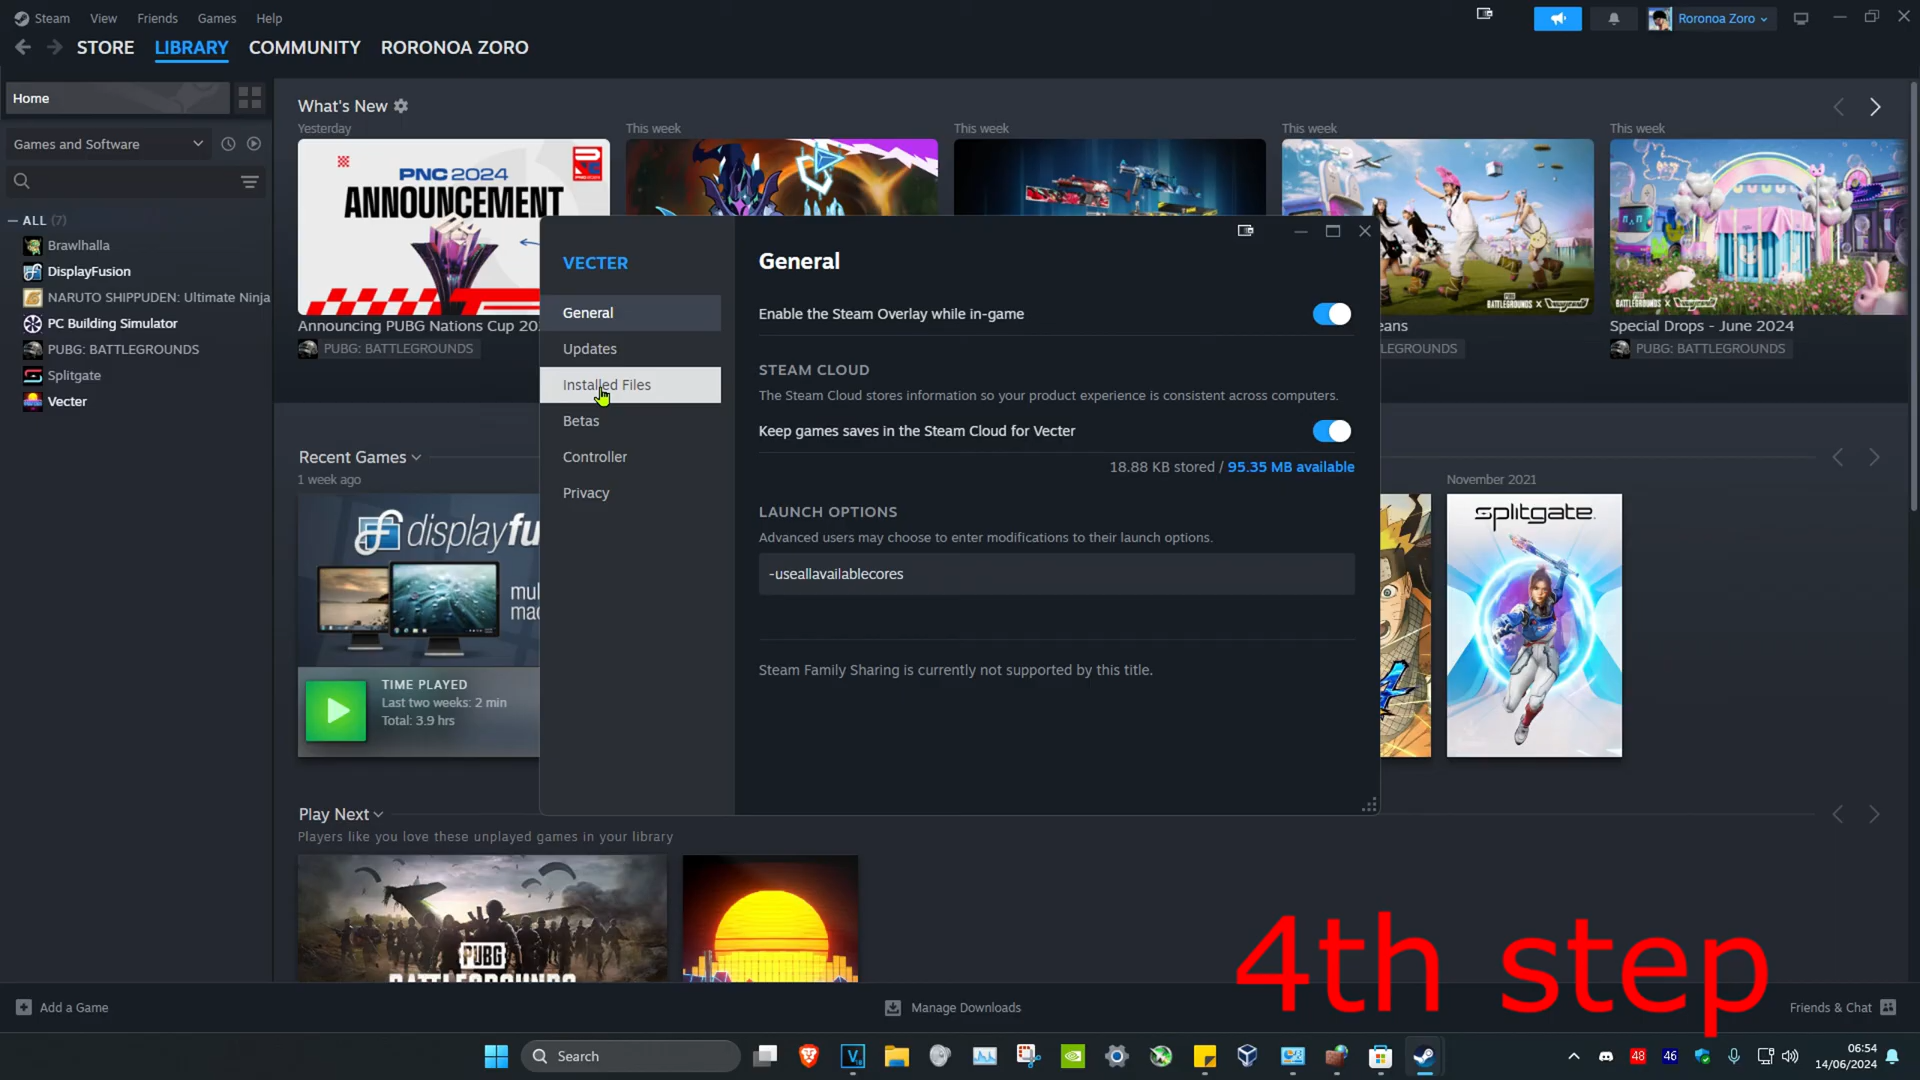 Steam View Friends Games Help
Roronoa Zoro
STORE LIBRARY COMMUNITY RORONOA ZORO
Home
Games and Software
ALL (7)
Brawlhalla
DisplayFusion
NARUTO SHIPPUDEN: Ultimate Ninja
PC Building Simulator
PUBG: BATTLEGROUNDS
Splitgate
Vecter
What's New
Yesterday
This week
This week
This week
This week
PNC 2024
ANNOUNCEMENT
Announcing PUBG Nations Cup 20
PUBG: BATTLEGROUNDS
eans
LEGROUNDS
Special Drops - June 2024
PUBG: BATTLEGROUNDS
VECTER
General
Updates
Installed Files
Betas
Controller
Privacy
General
Enable the Steam Overlay while in-game
STEAM CLOUD
The Steam Cloud stores information so your product experience is consistent across computers.
Keep games saves in the Steam Cloud for Vecter
18.88 KB stored / 95.35 MB available
LAUNCH OPTIONS
Advanced users may choose to enter modifications to their launch options.
-useallavailablecores
Steam Family Sharing is currently not supported by this title.
Recent Games
1 week ago
November 2021
displayfu
mul
mac
TIME PLAYED
Last two weeks: 2 min
Total: 3.9 hrs
splitgate
Play Next
Players like you love these unplayed games in your library
PUBG
BATTLEGROUNDS
4th step
Add a Game
Manage Downloads
Friends & Chat
Search
48
46
06:54
14/06/2024